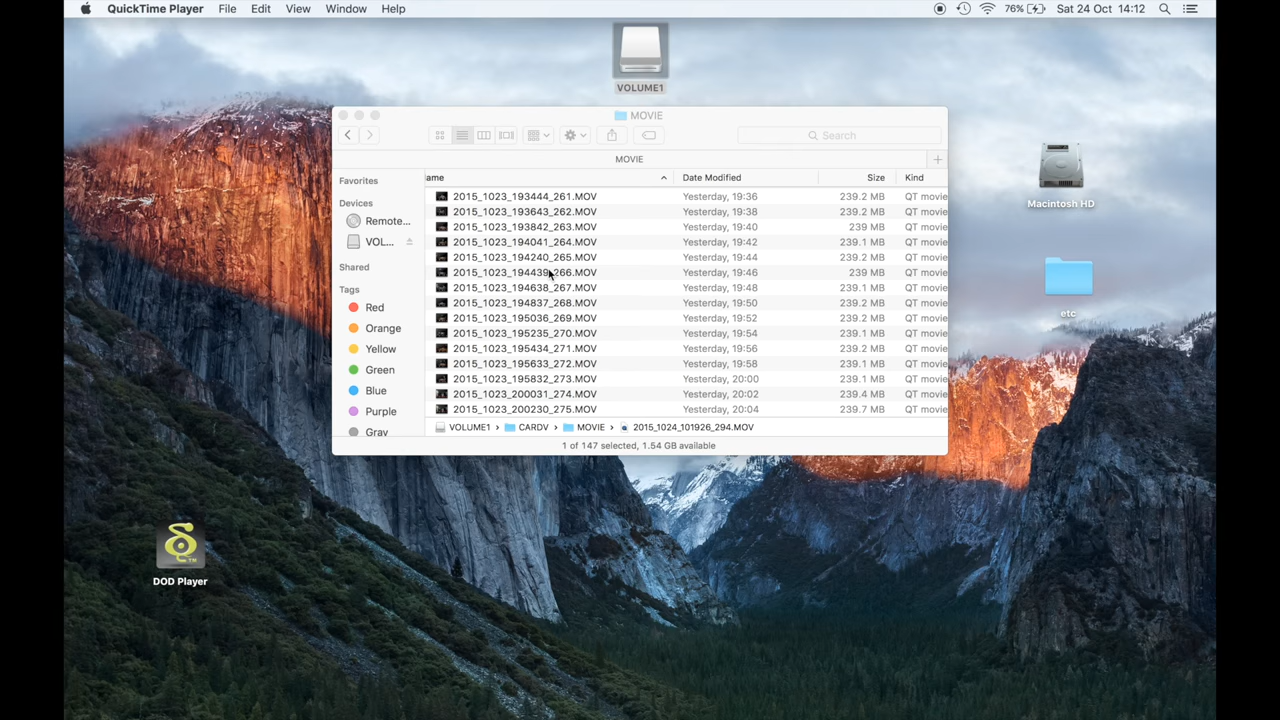 QuickTime Player File Edit View Window Help 76% Sat 24 Oct 14:12
VOLUME1
MOVIE
Search
MOVIE
Favorites
Devices
Remote...
VOL...
Shared
Tags
Red
Orange
Yellow
Green
Blue
Purple
Gray
ame Date Modified Size Kind
2015_1023_193444_261.MOV Yesterday, 19:36 239.2 MB QT movie
2015_1023_193643_262.MOV Yesterday, 19:38 239.2 MB QT movie
2015_1023_193842_263.MOV Yesterday, 19:40 239 MB QT movie
2015_1023_194041_264.MOV Yesterday, 19:42 239.1 MB QT movie
2015_1023_194240_265.MOV Yesterday, 19:44 239.2 MB QT movie
2015_1023_194439_266.MOV Yesterday, 19:46 239 MB QT movie
2015_1023_194638_267.MOV Yesterday, 19:48 239.1 MB QT movie
2015_1023_194837_268.MOV Yesterday, 19:50 239.2 MB QT movie
2015_1023_195036_269.MOV Yesterday, 19:52 239.2 MB QT movie
2015_1023_195235_270.MOV Yesterday, 19:54 239.1 MB QT movie
2015_1023_195434_271.MOV Yesterday, 19:56 239.2 MB QT movie
2015_1023_195633_272.MOV Yesterday, 19:58 239.1 MB QT movie
2015_1023_195832_273.MOV Yesterday, 20:00 239.1 MB QT movie
2015_1023_200031_274.MOV Yesterday, 20:02 239.4 MB QT movie
2015_1023_200230_275.MOV Yesterday, 20:04 239.7 MB QT movie
VOLUME1 › CARDV › MOVIE › 2015_1024_101926_294.MOV
1 of 147 selected, 1.54 GB available
Macintosh HD
etc
DOD Player